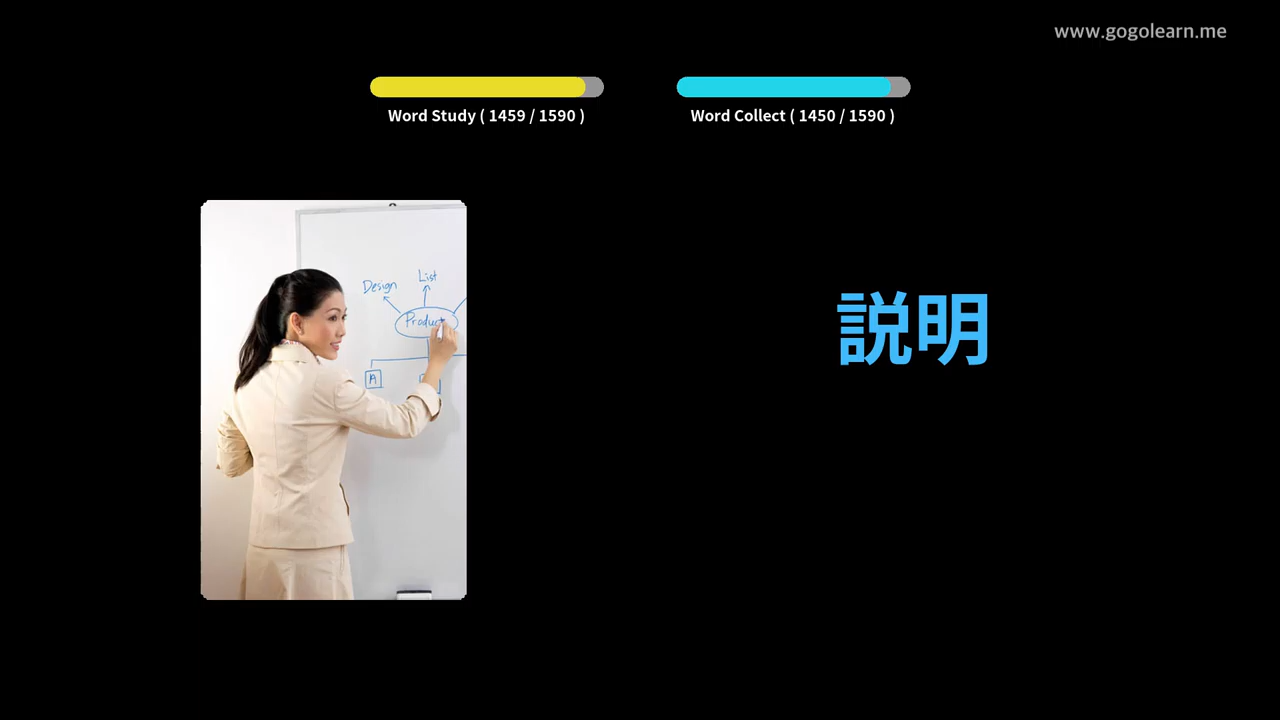 www.gogolearn.me
Word Study ( 1459 / 1590 )
Word Collect ( 1450 / 1590 )
List
Design
Product
A
説明